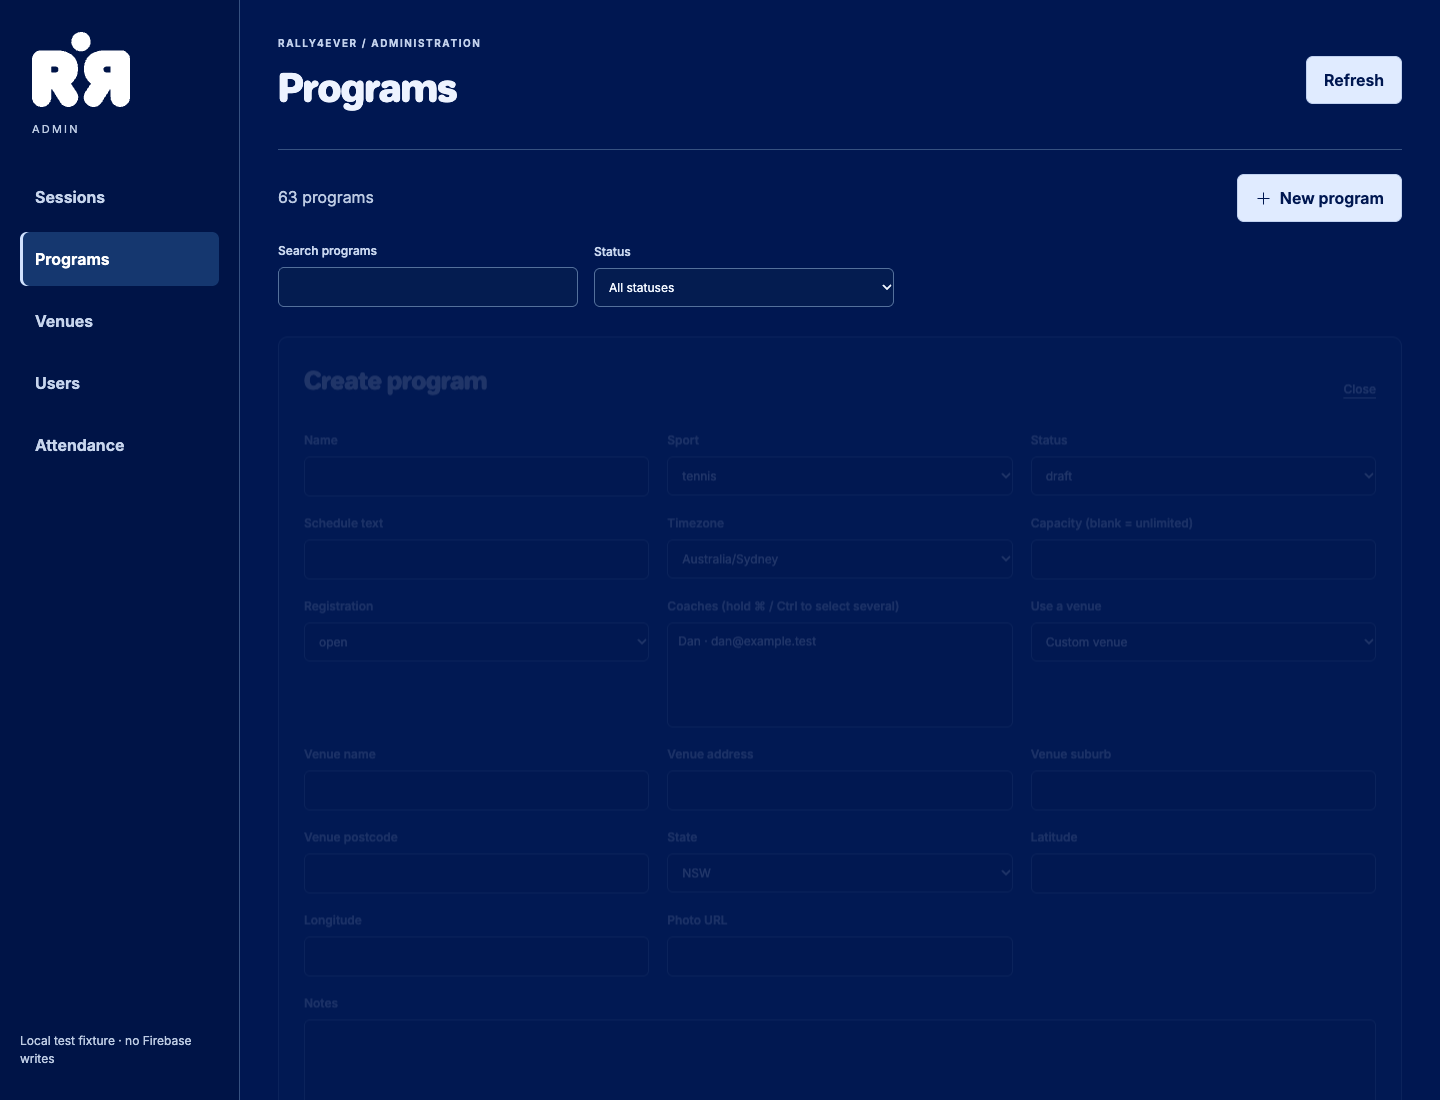 RR
ADMIN
Sessions
Programs
Venues
Users
Attendance
Local test fixture · no Firebase
writes
RALLY4EVER / ADMINISTRATION
Programs
Refresh
63 programs
+ New program
Search programs
Status
All statuses
Create program
Close
Name
Sport
Status
tennis
draft
Schedule text
Timezone
Capacity (blank = unlimited)
Australia/Sydney
Registration
Coaches (hold ⌘ / Ctrl to select several)
Use a venue
open
Dan · dan@example.test
Custom venue
Venue name
Venue address
Venue suburb
Venue postcode
State
Latitude
NSW
Longitude
Photo URL
Notes